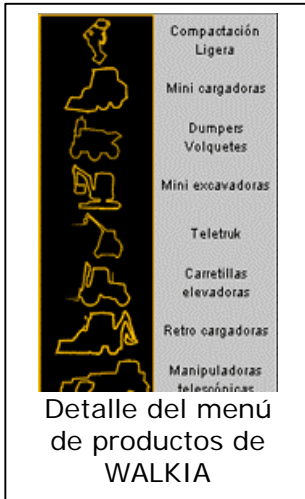 Compactación
Ligera
Mini cargadoras
Dumpers
Volquetes
Mini excavadoras
Teletruk
Carretillas
elevadoras
Retro cargadoras
Manipuladoras
telescópicas
Detalle del menú
de productos de
WALKIA